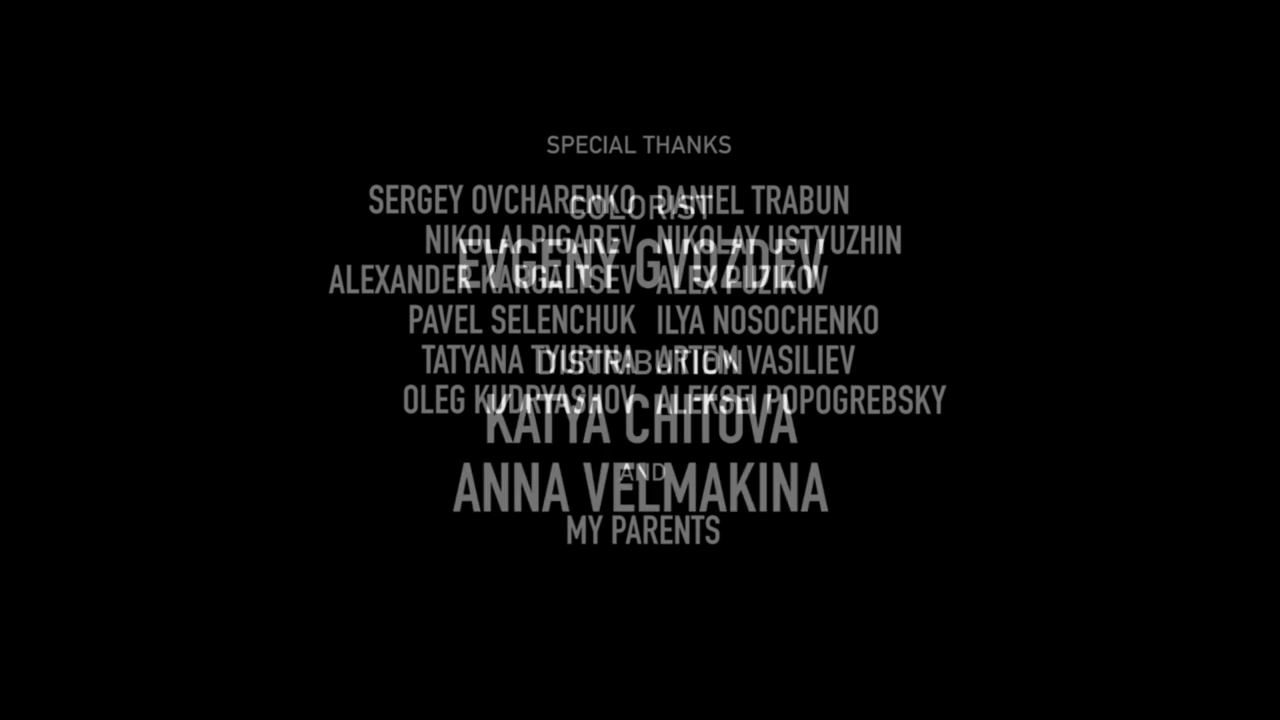 SPECIAL THANKS
SERGEY OVCHARENKO DANIEL TRABUN
COLORIST
NIKOLAI PIGAREV NIKOLAY USTYUZHIN
EVGENY GVOZDEV
ALEXANDER KARGALTSEV ALEX PUZIKOV
PAVEL SELENCHUK ILYA NOSOCHENKO
TATYANA TYURINA ARTEM VASILIEV
DISTRIBUTION
OLEG KUDRYASHOV ALEKSEI POPOGREBSKY
KATYA CHITOVA
AND
ANNA VELMAKINA
MY PARENTS